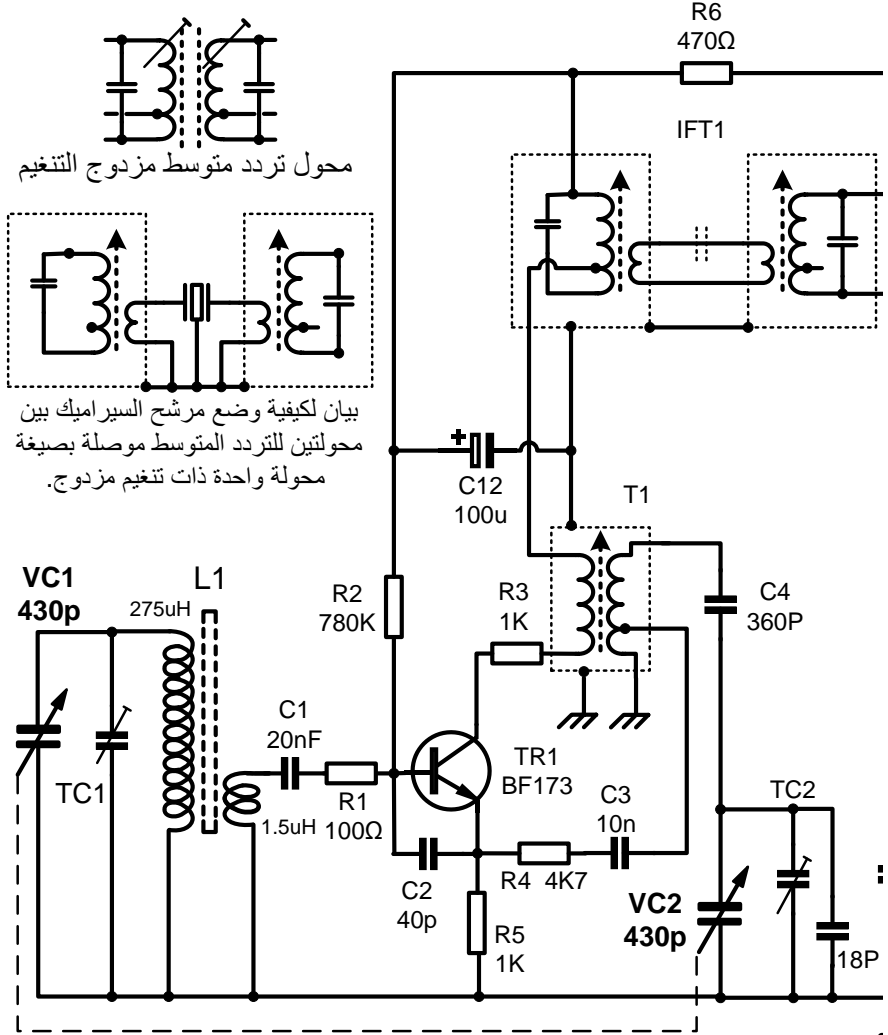 R6
470Ω
IFT1
محول تردد متوسط مزدوج التنغيم
بيان لكيفية وضع مرشح السيراميك بين
محولتين للتردد المتوسط موصلة بصيغة
محولة واحدة ذات تنغيم مزدوج.
+
C12
100u
T1
VC1
430p
L1
275uH
R2
780K
R3
1K
C4
360P
C1
20nF
TC1
R1
100Ω
1.5uH
TR1
BF173
C3
10n
TC2
C2
40p
R4 4K7
R5
1K
VC2
430p
18P